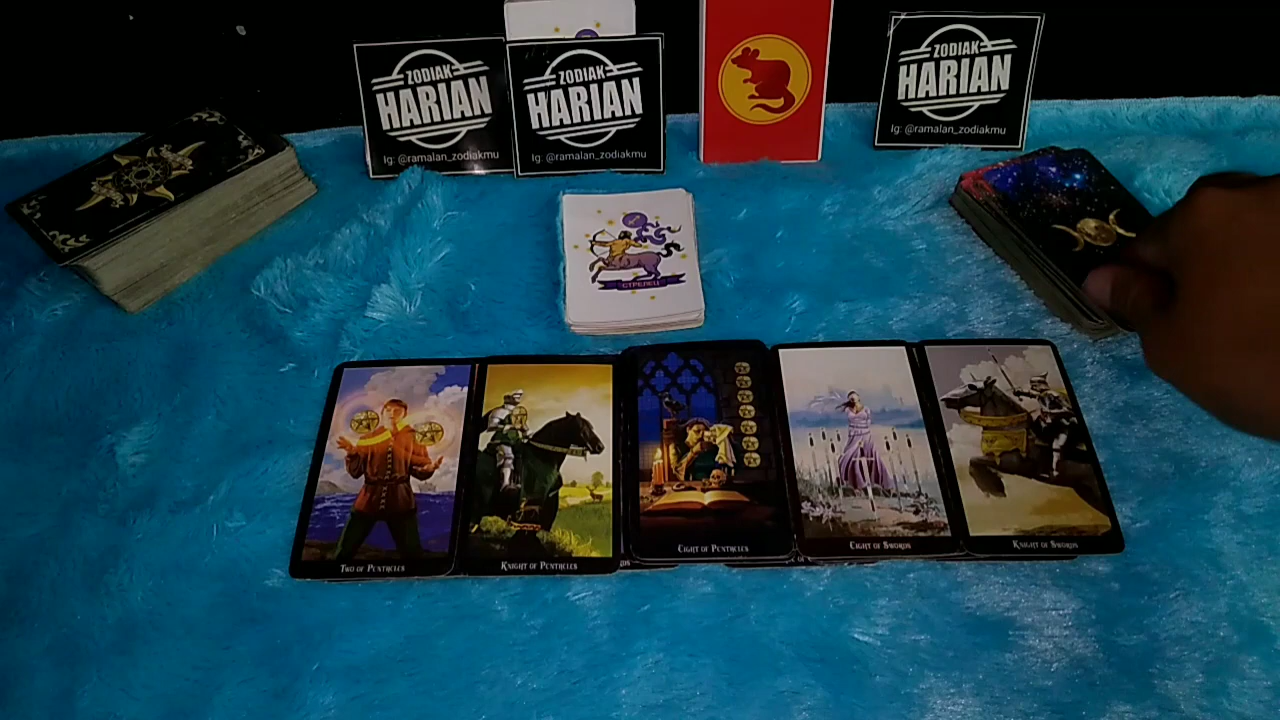 ZODIAK
HARIAN
Ig: @ramalan_zodiakmu
ZODIAK
HARIAN
Ig: @ramalan_zodiakmu
ZODIAK
HARIAN
Ig: @ramalan_zodiakmu
СТРЕЛЕЦ
Two of Pentacles
Knight of Pentacles
Eight of Pentacles
Eight of Swords
Knight of Swords